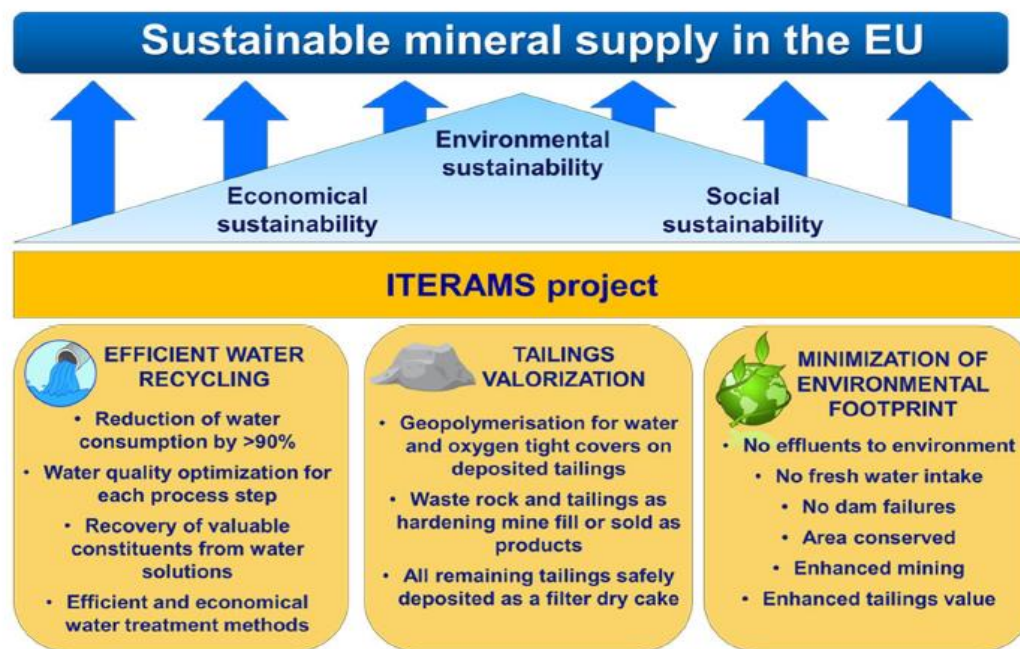 Sustainable mineral supply in the EU
Environmental
sustainability
Economical
sustainability
Social
sustainability
ITERAMS project
EFFICIENT WATER
RECYCLING
• Reduction of water
consumption by >90%
• Water quality optimization for
each process step
• Recovery of valuable
constituents from water
solutions
• Efficient and economical
water treatment methods
TAILINGS
VALORIZATION
• Geopolymerisation for water
and oxygen tight covers on
deposited tailings
• Waste rock and tailings as
hardening mine fill or sold as
products
• All remaining tailings safely
deposited as a filter dry cake
MINIMIZATION OF
ENVIRONMENTAL
FOOTPRINT
• No effluents to environment
• No fresh water intake
• No dam failures
• Area conserved
• Enhanced mining
• Enhanced tailings value